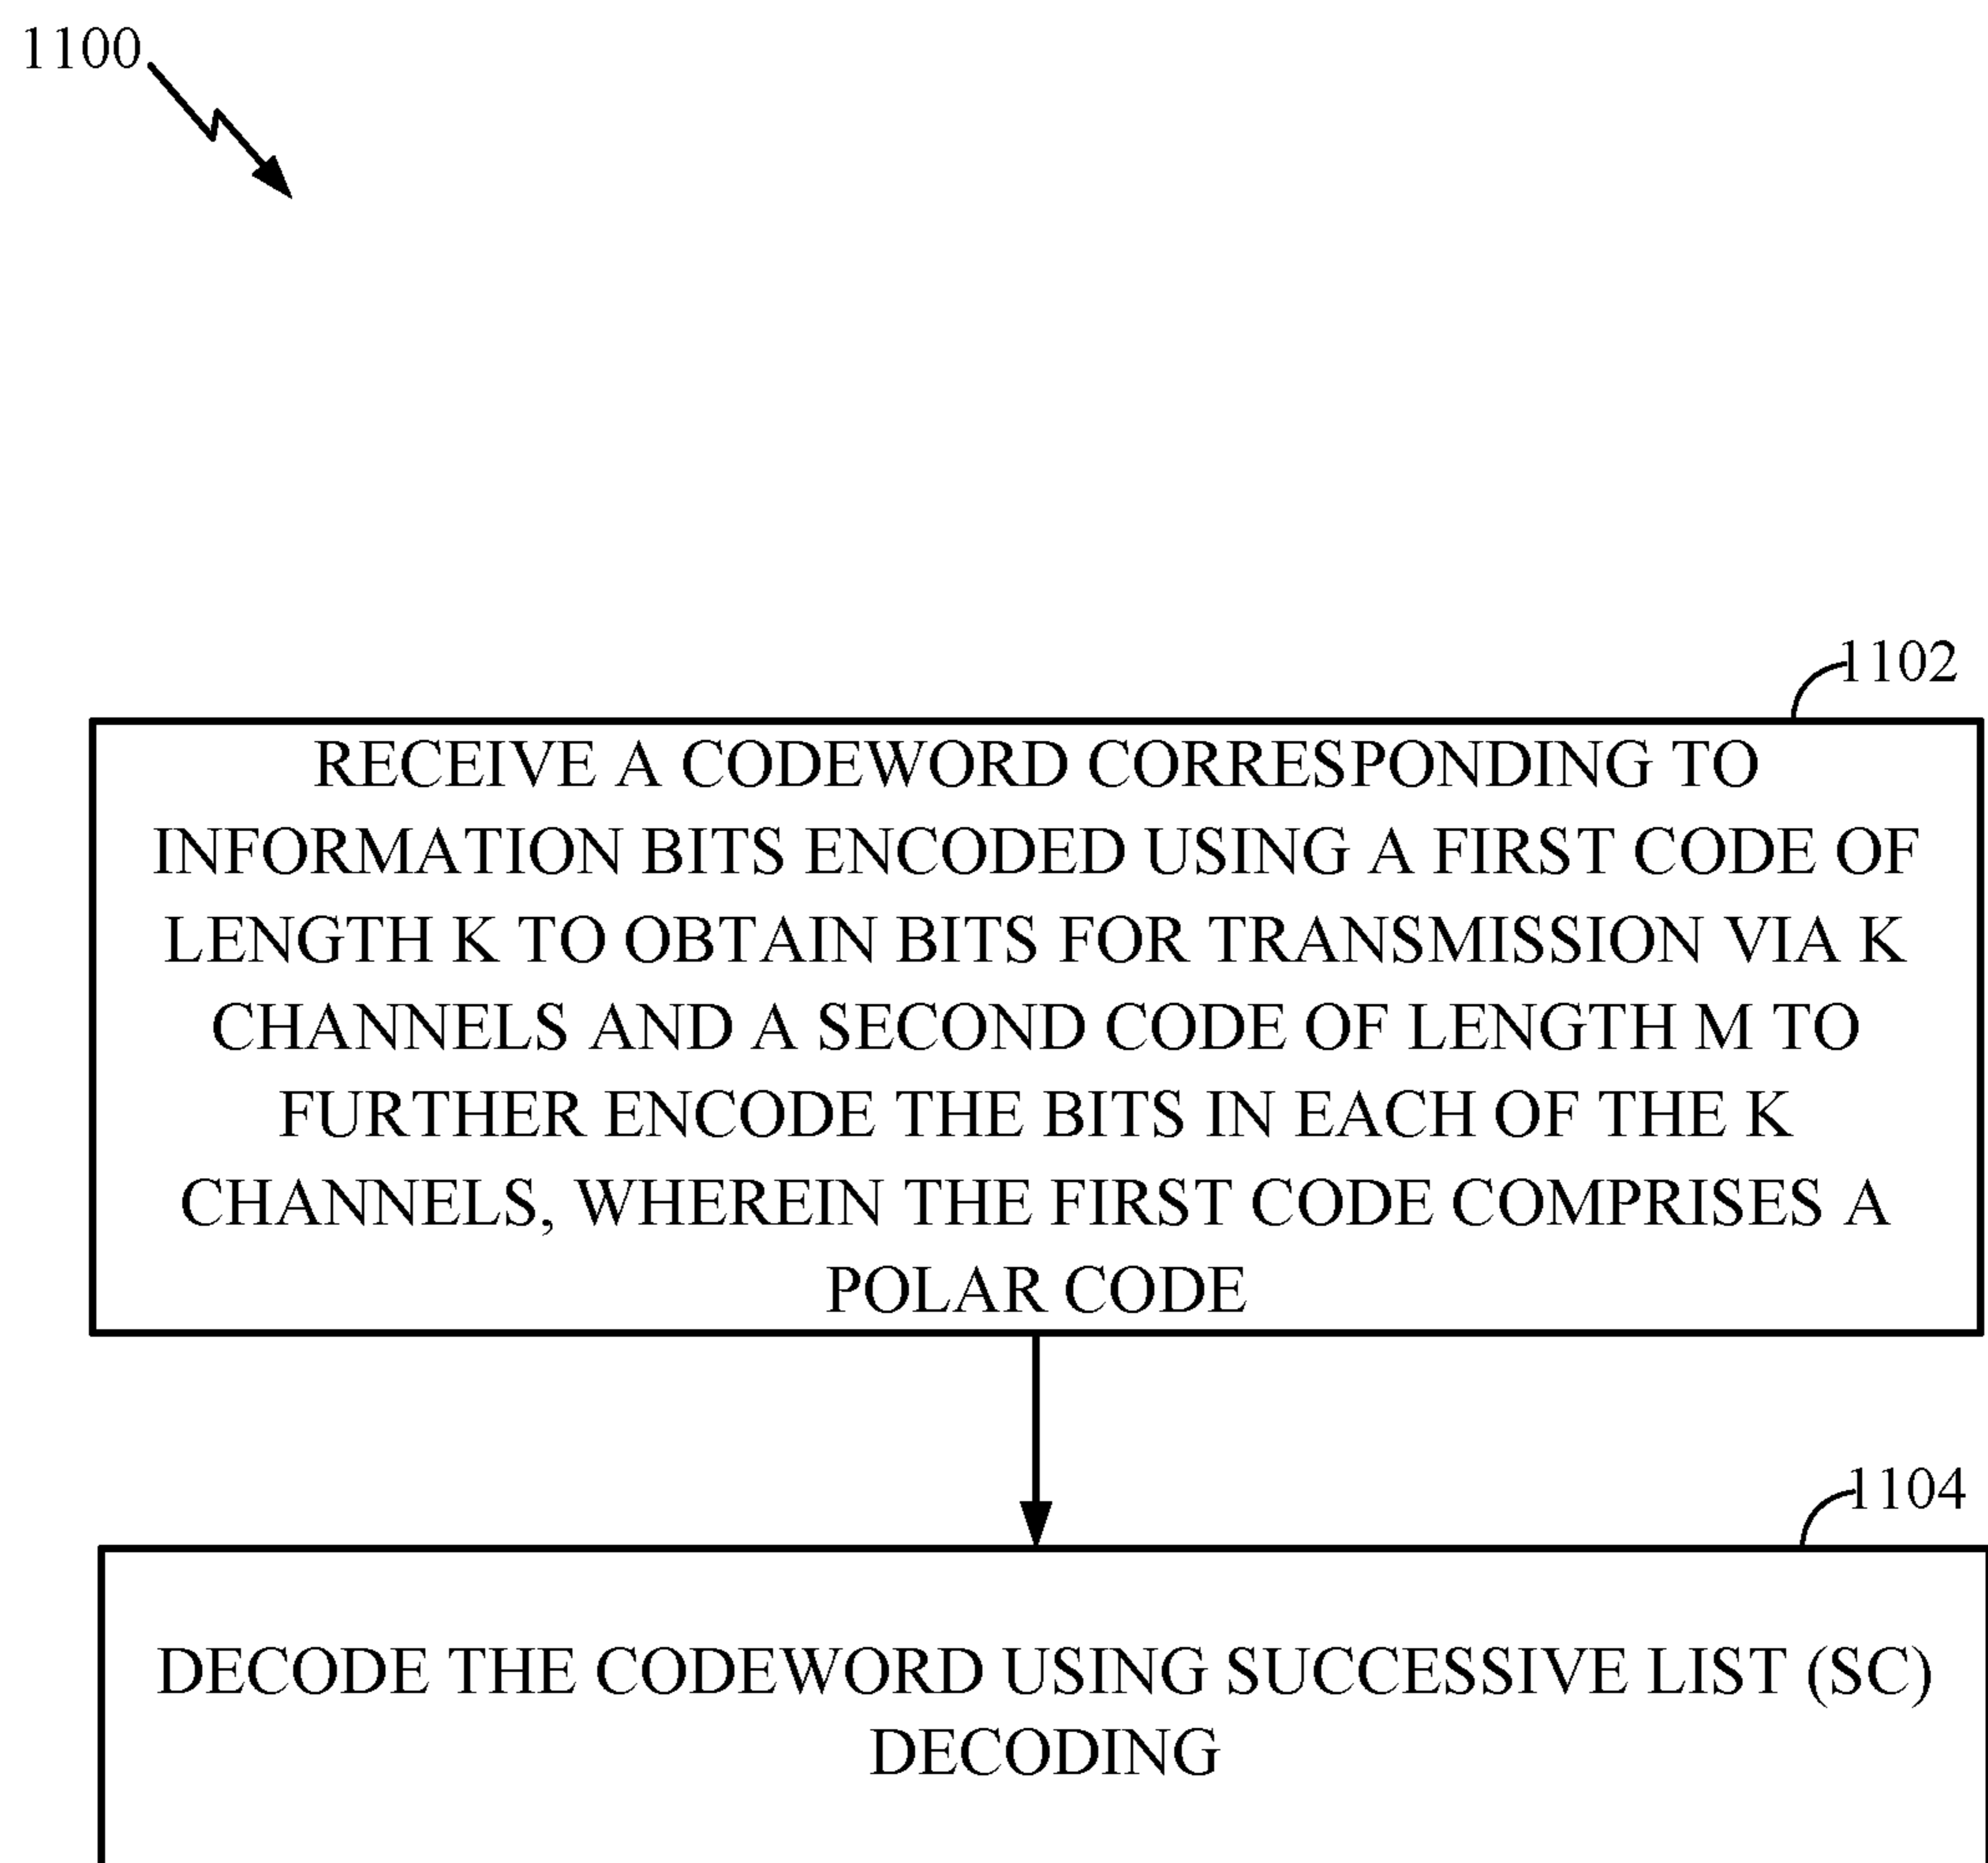 1100
1102
RECEIVE A CODEWORD CORRESPONDING TO
INFORMATION BITS ENCODED USING A FIRST CODE OF
LENGTH K TO OBTAIN BITS FOR TRANSMISSION VIA K
CHANNELS AND A SECOND CODE OF LENGTH M TO
FURTHER ENCODE THE BITS IN EACH OF THE K
CHANNELS, WHEREIN THE FIRST CODE COMPRISES A
POLAR CODE
1104
DECODE THE CODEWORD USING SUCCESSIVE LIST (SC)
DECODING